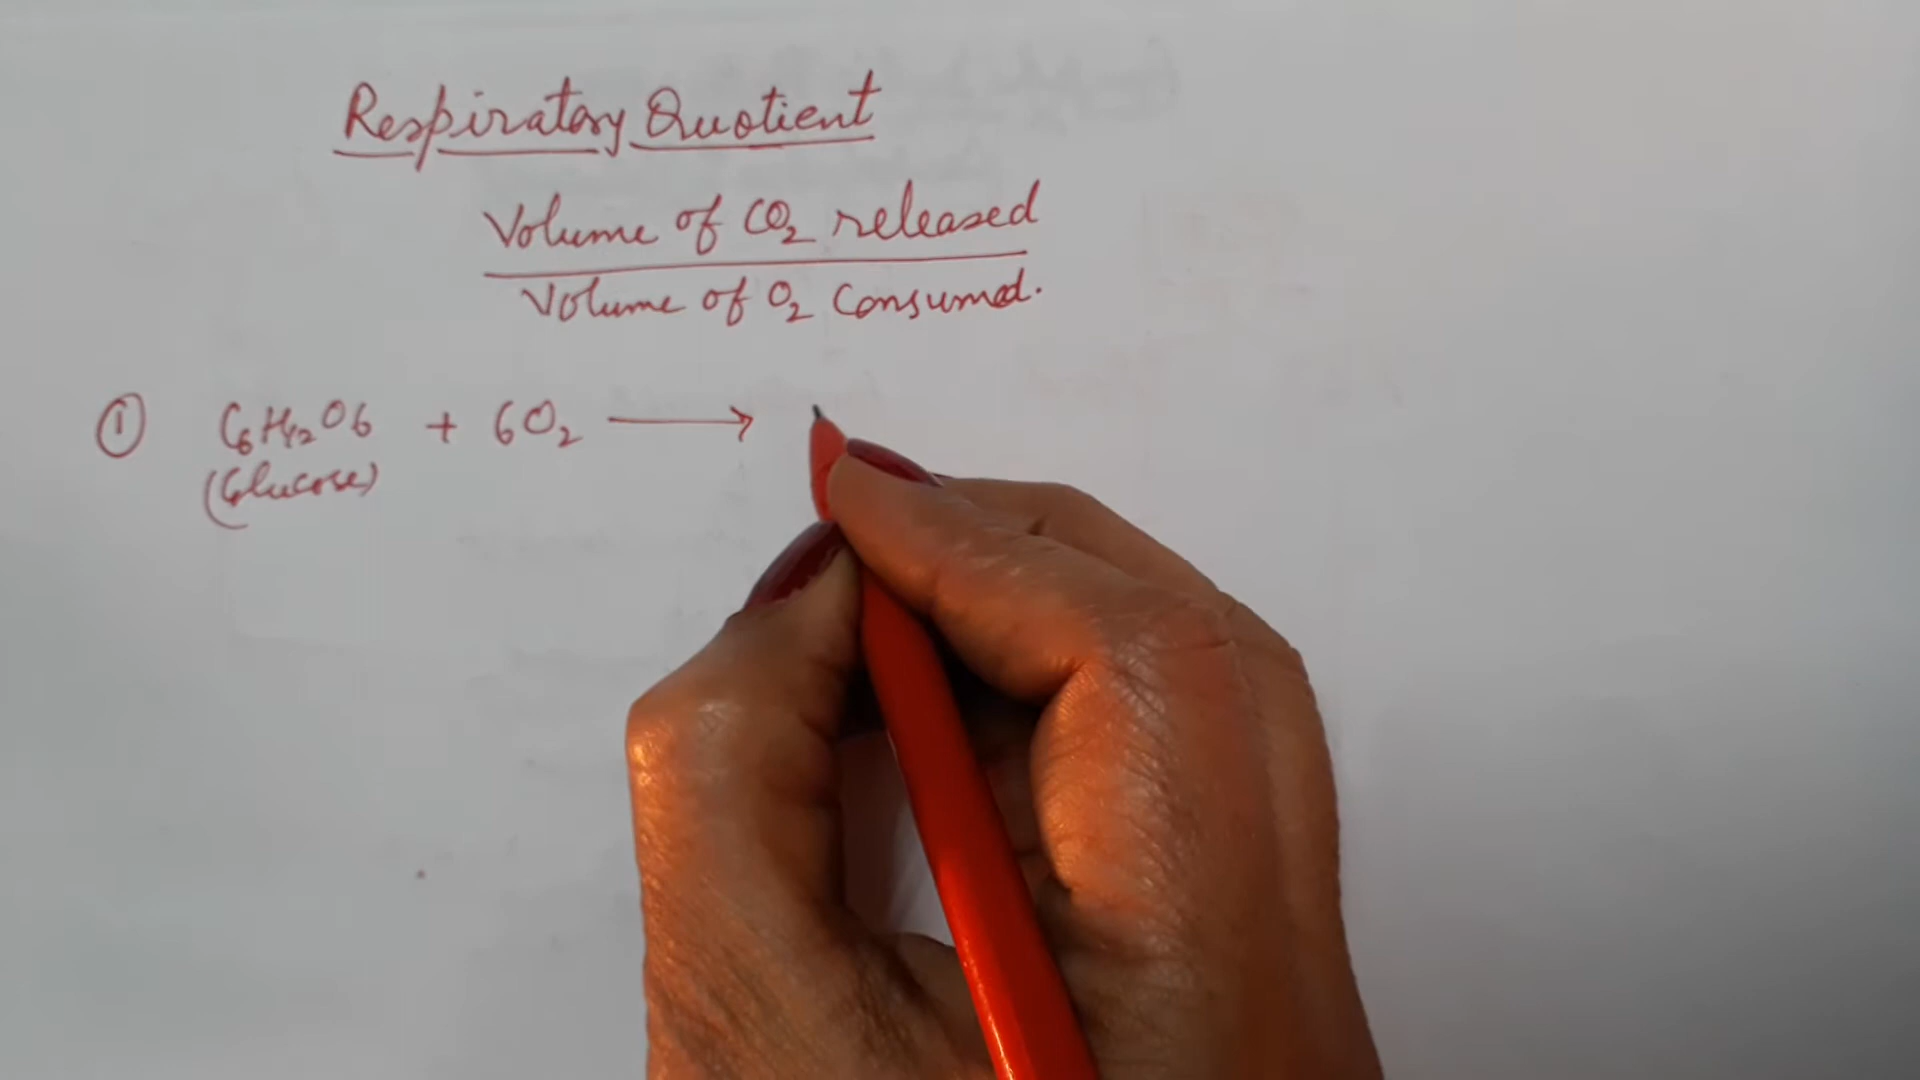 Respiratory Quotient
Volume of CO₂ released
Volume of O₂ Consumed.
① C₆H₁₂O6 + 6O₂ ⟶
(Glucose)